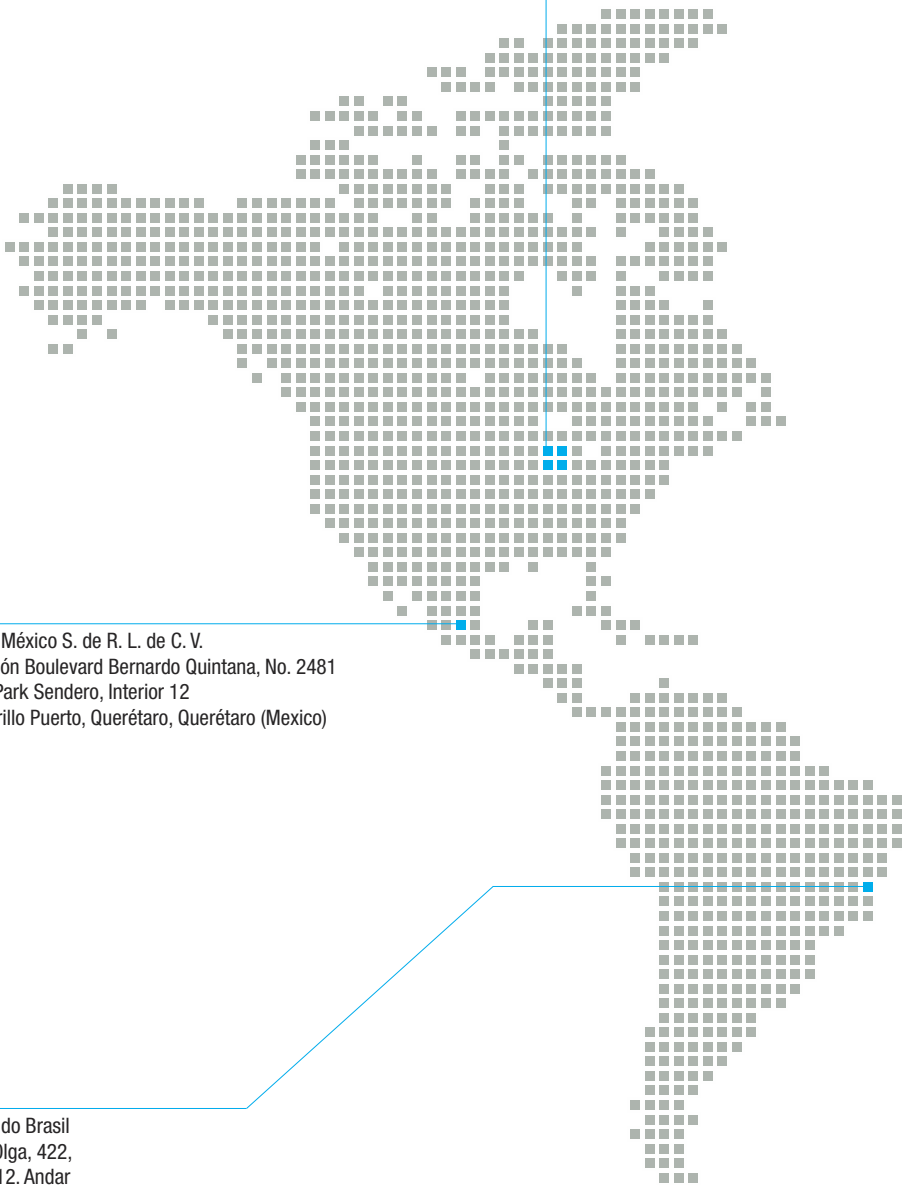 México S. de R. L. de C. V.
ón Boulevard Bernardo Quintana, No. 2481
Park Sendero, Interior 12
rillo Puerto, Querétaro, Querétaro (Mexico)
do Brasil
Olga, 422,
12. Andar